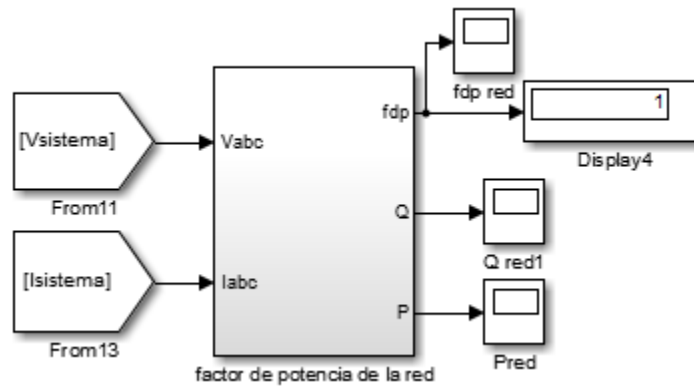 fdp red
1
Display4
[Vsistema]
From11
[Isistema]
From13
Vabc
Iabc
fdp
Q
P
factor de potencia de la red
Q red1
Pred